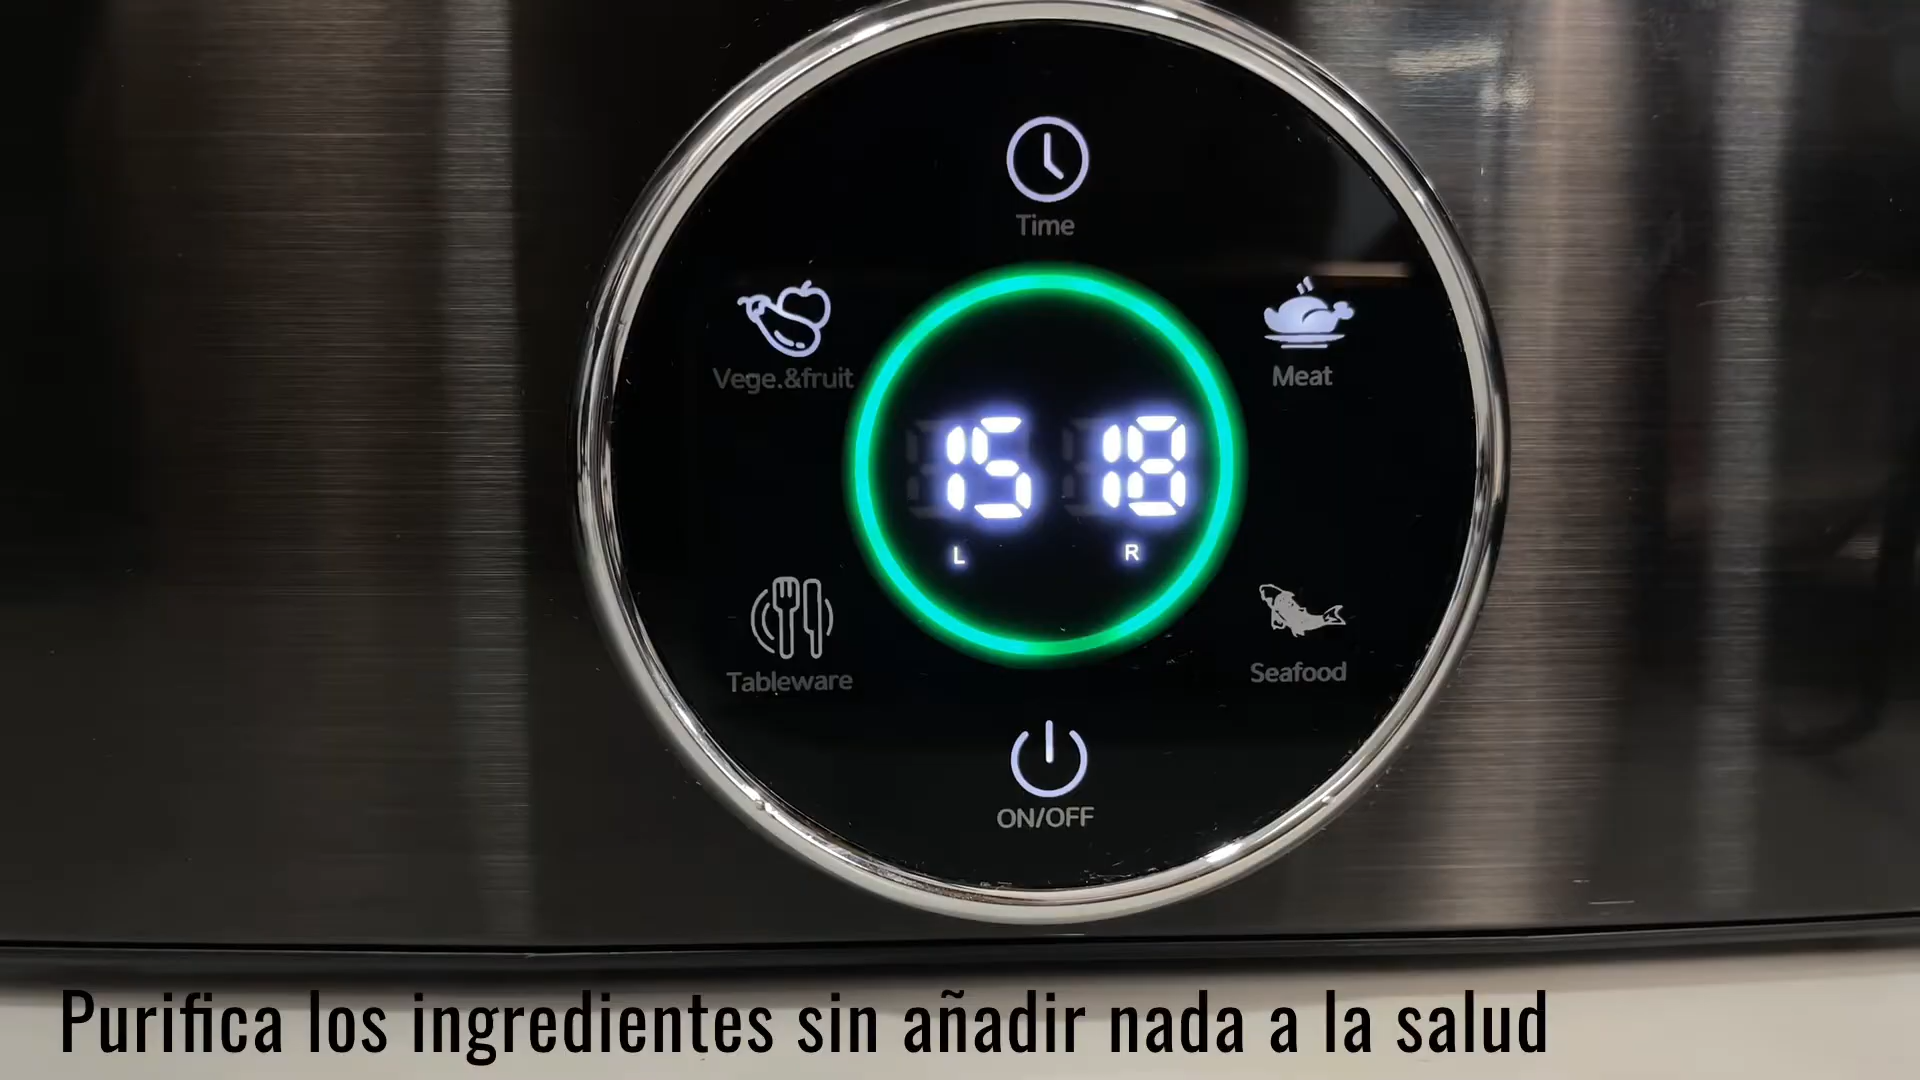 Time
Vege.&fruit
Meat
15 18
L R
Tableware
Seafood
ON/OFF
Purifica los ingredientes sin añadir nada a la salud